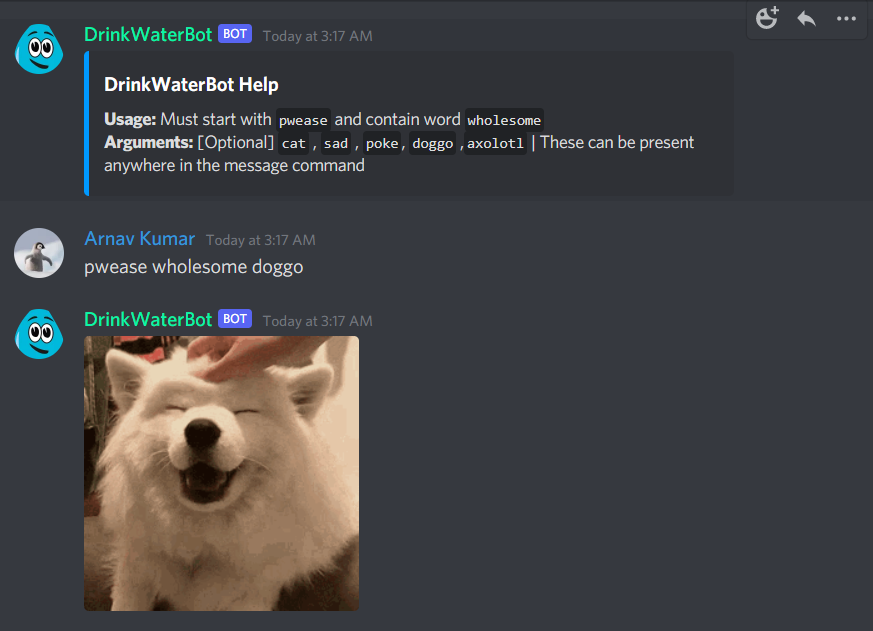 DrinkWaterBot BOT Today at 3:17 AM
DrinkWaterBot Help
Usage: Must start with pwease and contain word wholesome
Arguments: [Optional] cat , sad , poke, doggo ,axolotl | These can be present
anywhere in the message command
Arnav Kumar Today at 3:17 AM
pwease wholesome doggo
DrinkWaterBot BOT Today at 3:17 AM